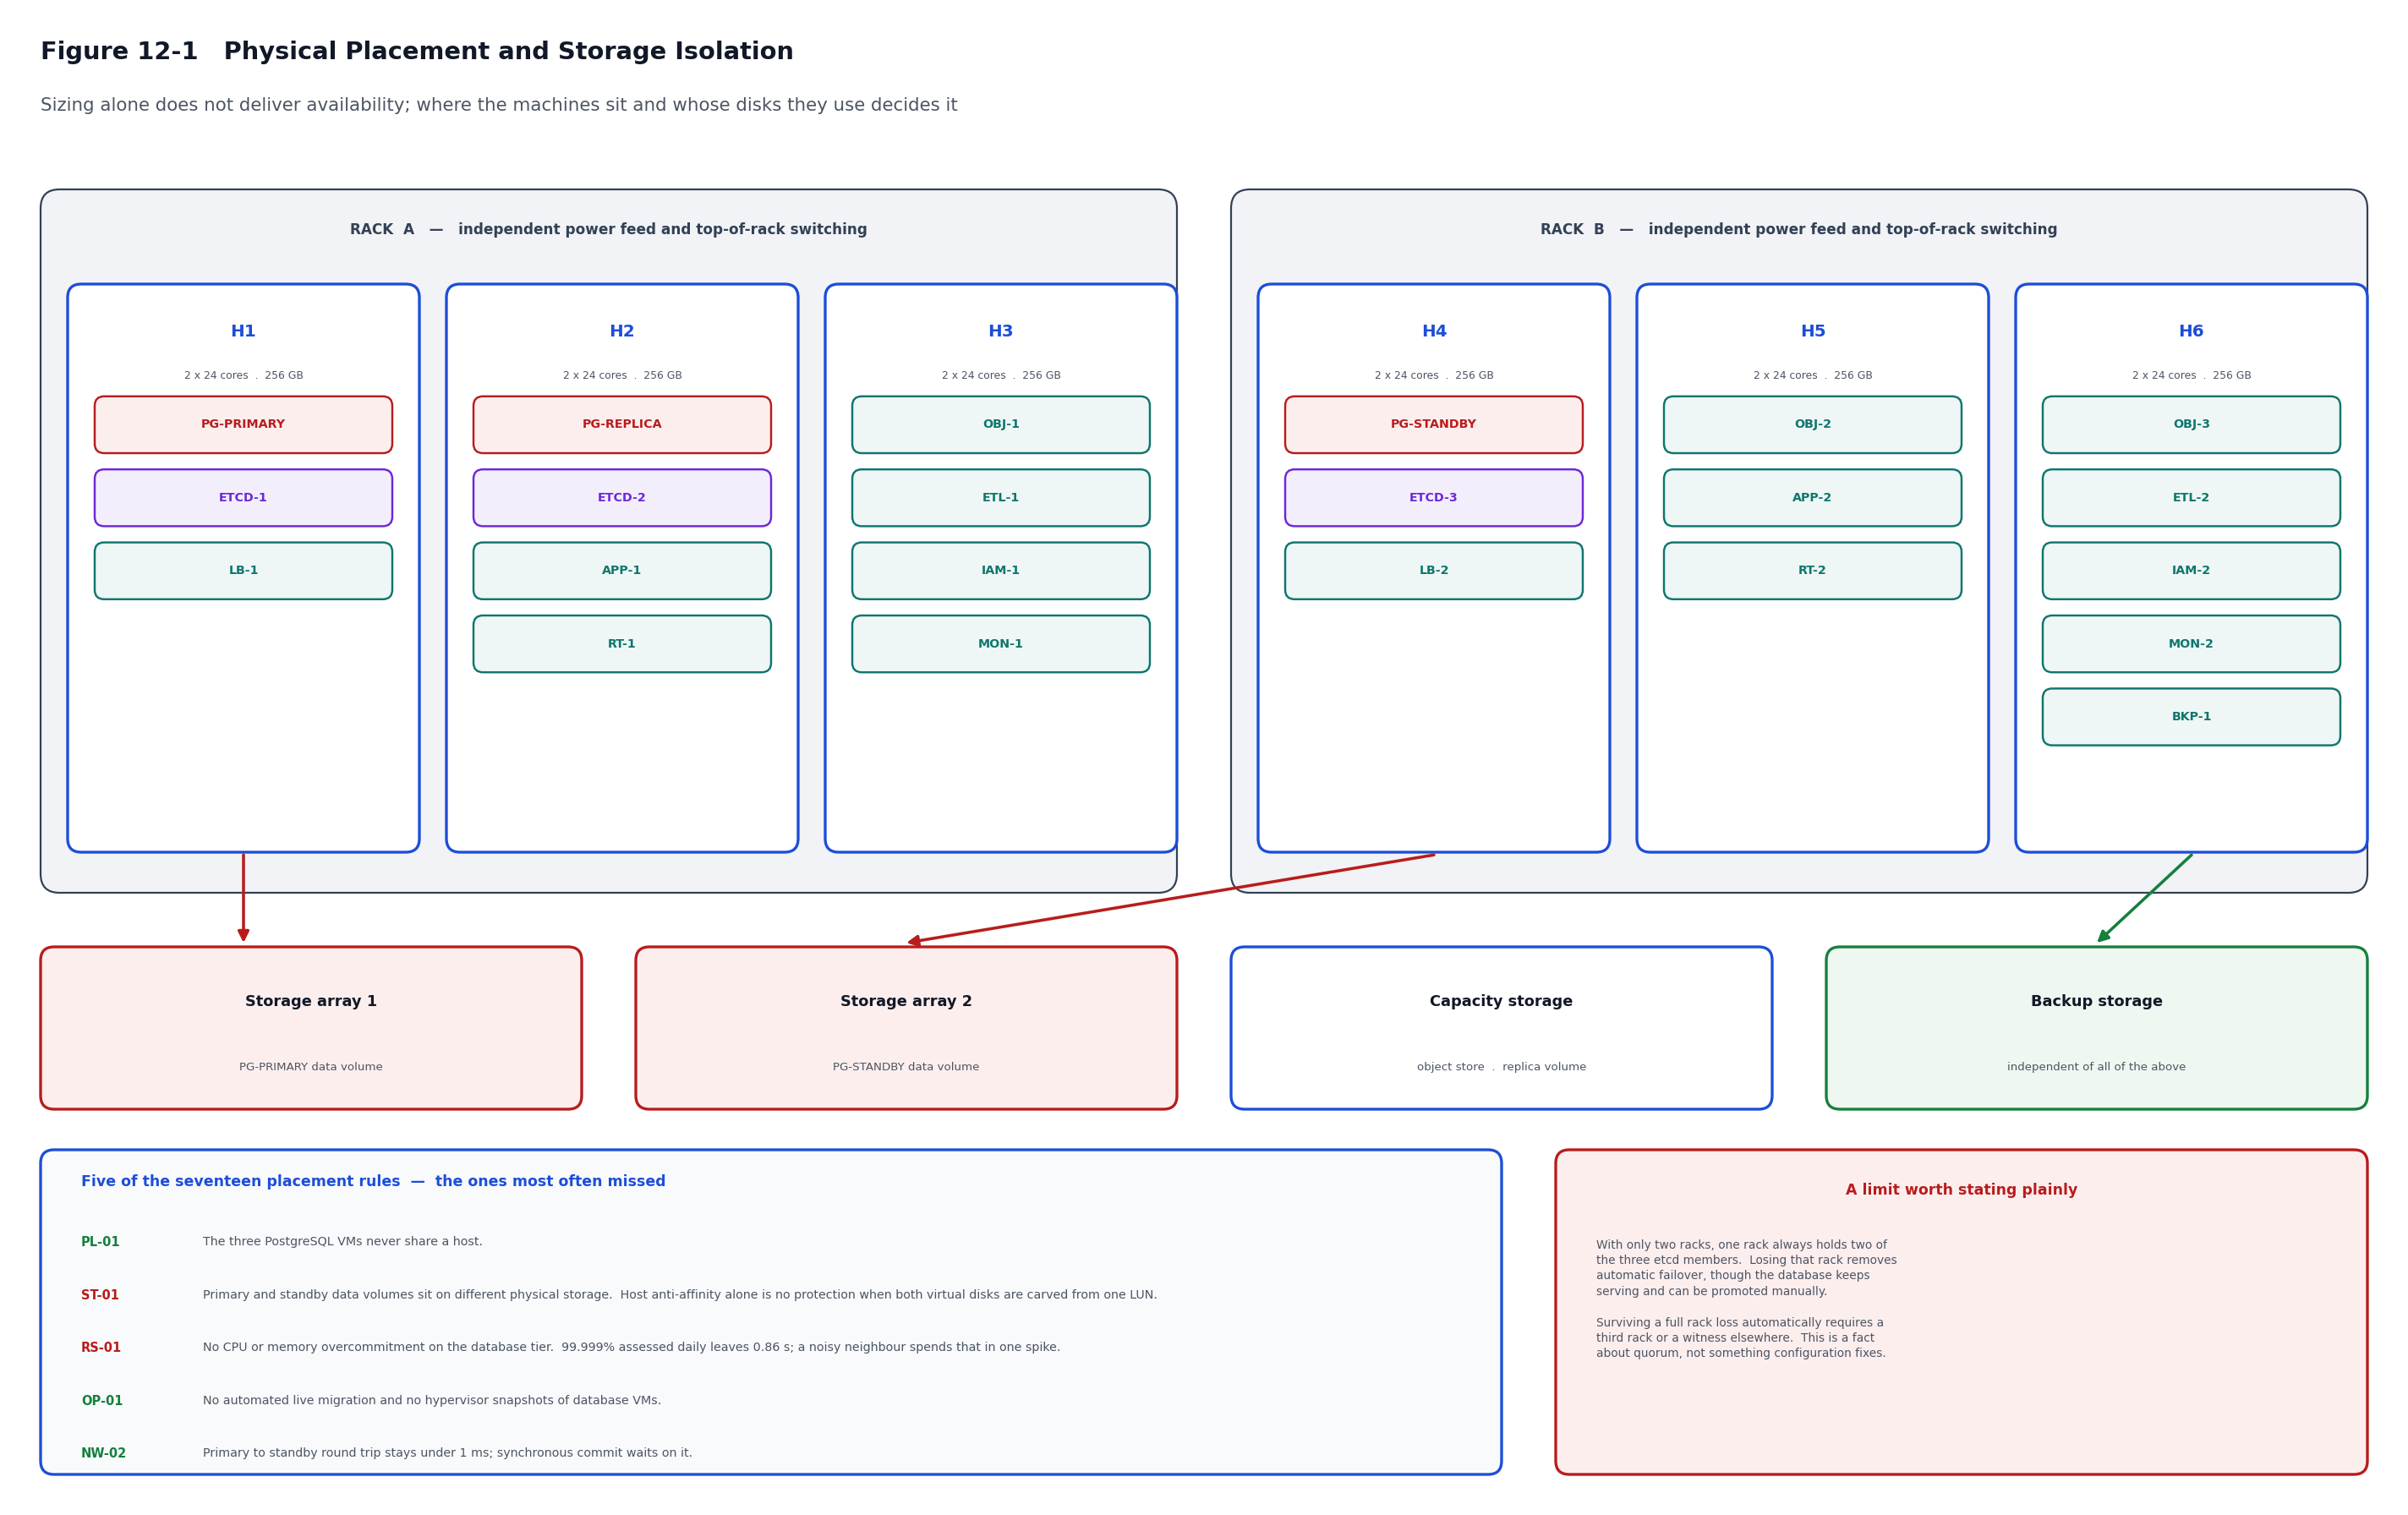 Figure 12-1   Physical Placement and Storage Isolation
Sizing alone does not deliver availability; where the machines sit and whose disks they use decides it
RACK  A  —  independent power feed and top-of-rack switching
H1
2 x 24 cores  .  256 GB
PG-PRIMARY
ETCD-1
LB-1
H2
2 x 24 cores  .  256 GB
PG-REPLICA
ETCD-2
APP-1
RT-1
H3
2 x 24 cores  .  256 GB
OBJ-1
ETL-1
IAM-1
MON-1
RACK  B  —  independent power feed and top-of-rack switching
H4
2 x 24 cores  .  256 GB
PG-STANDBY
ETCD-3
LB-2
H5
2 x 24 cores  .  256 GB
OBJ-2
APP-2
RT-2
H6
2 x 24 cores  .  256 GB
OBJ-3
ETL-2
IAM-2
MON-2
BKP-1
Storage array 1
PG-PRIMARY data volume
Storage array 2
PG-STANDBY data volume
Capacity storage
object store  .  replica volume
Backup storage
independent of all of the above
Five of the seventeen placement rules  —  the ones most often missed
PL-01 The three PostgreSQL VMs never share a host.
ST-01 Primary and standby data volumes sit on different physical storage.  Host anti-affinity alone is no protection when both virtual disks are carved from one LUN.
RS-01 No CPU or memory overcommitment on the database tier.  99.999% assessed daily leaves 0.86 s; a noisy neighbour spends that in one spike.
OP-01 No automated live migration and no hypervisor snapshots of database VMs.
NW-02 Primary to standby round trip stays under 1 ms; synchronous commit waits on it.
A limit worth stating plainly
With only two racks, one rack always holds two of
the three etcd members.  Losing that rack removes
automatic failover, though the database keeps
serving and can be promoted manually.
Surviving a full rack loss automatically requires a
third rack or a witness elsewhere.  This is a fact
about quorum, not something configuration fixes.